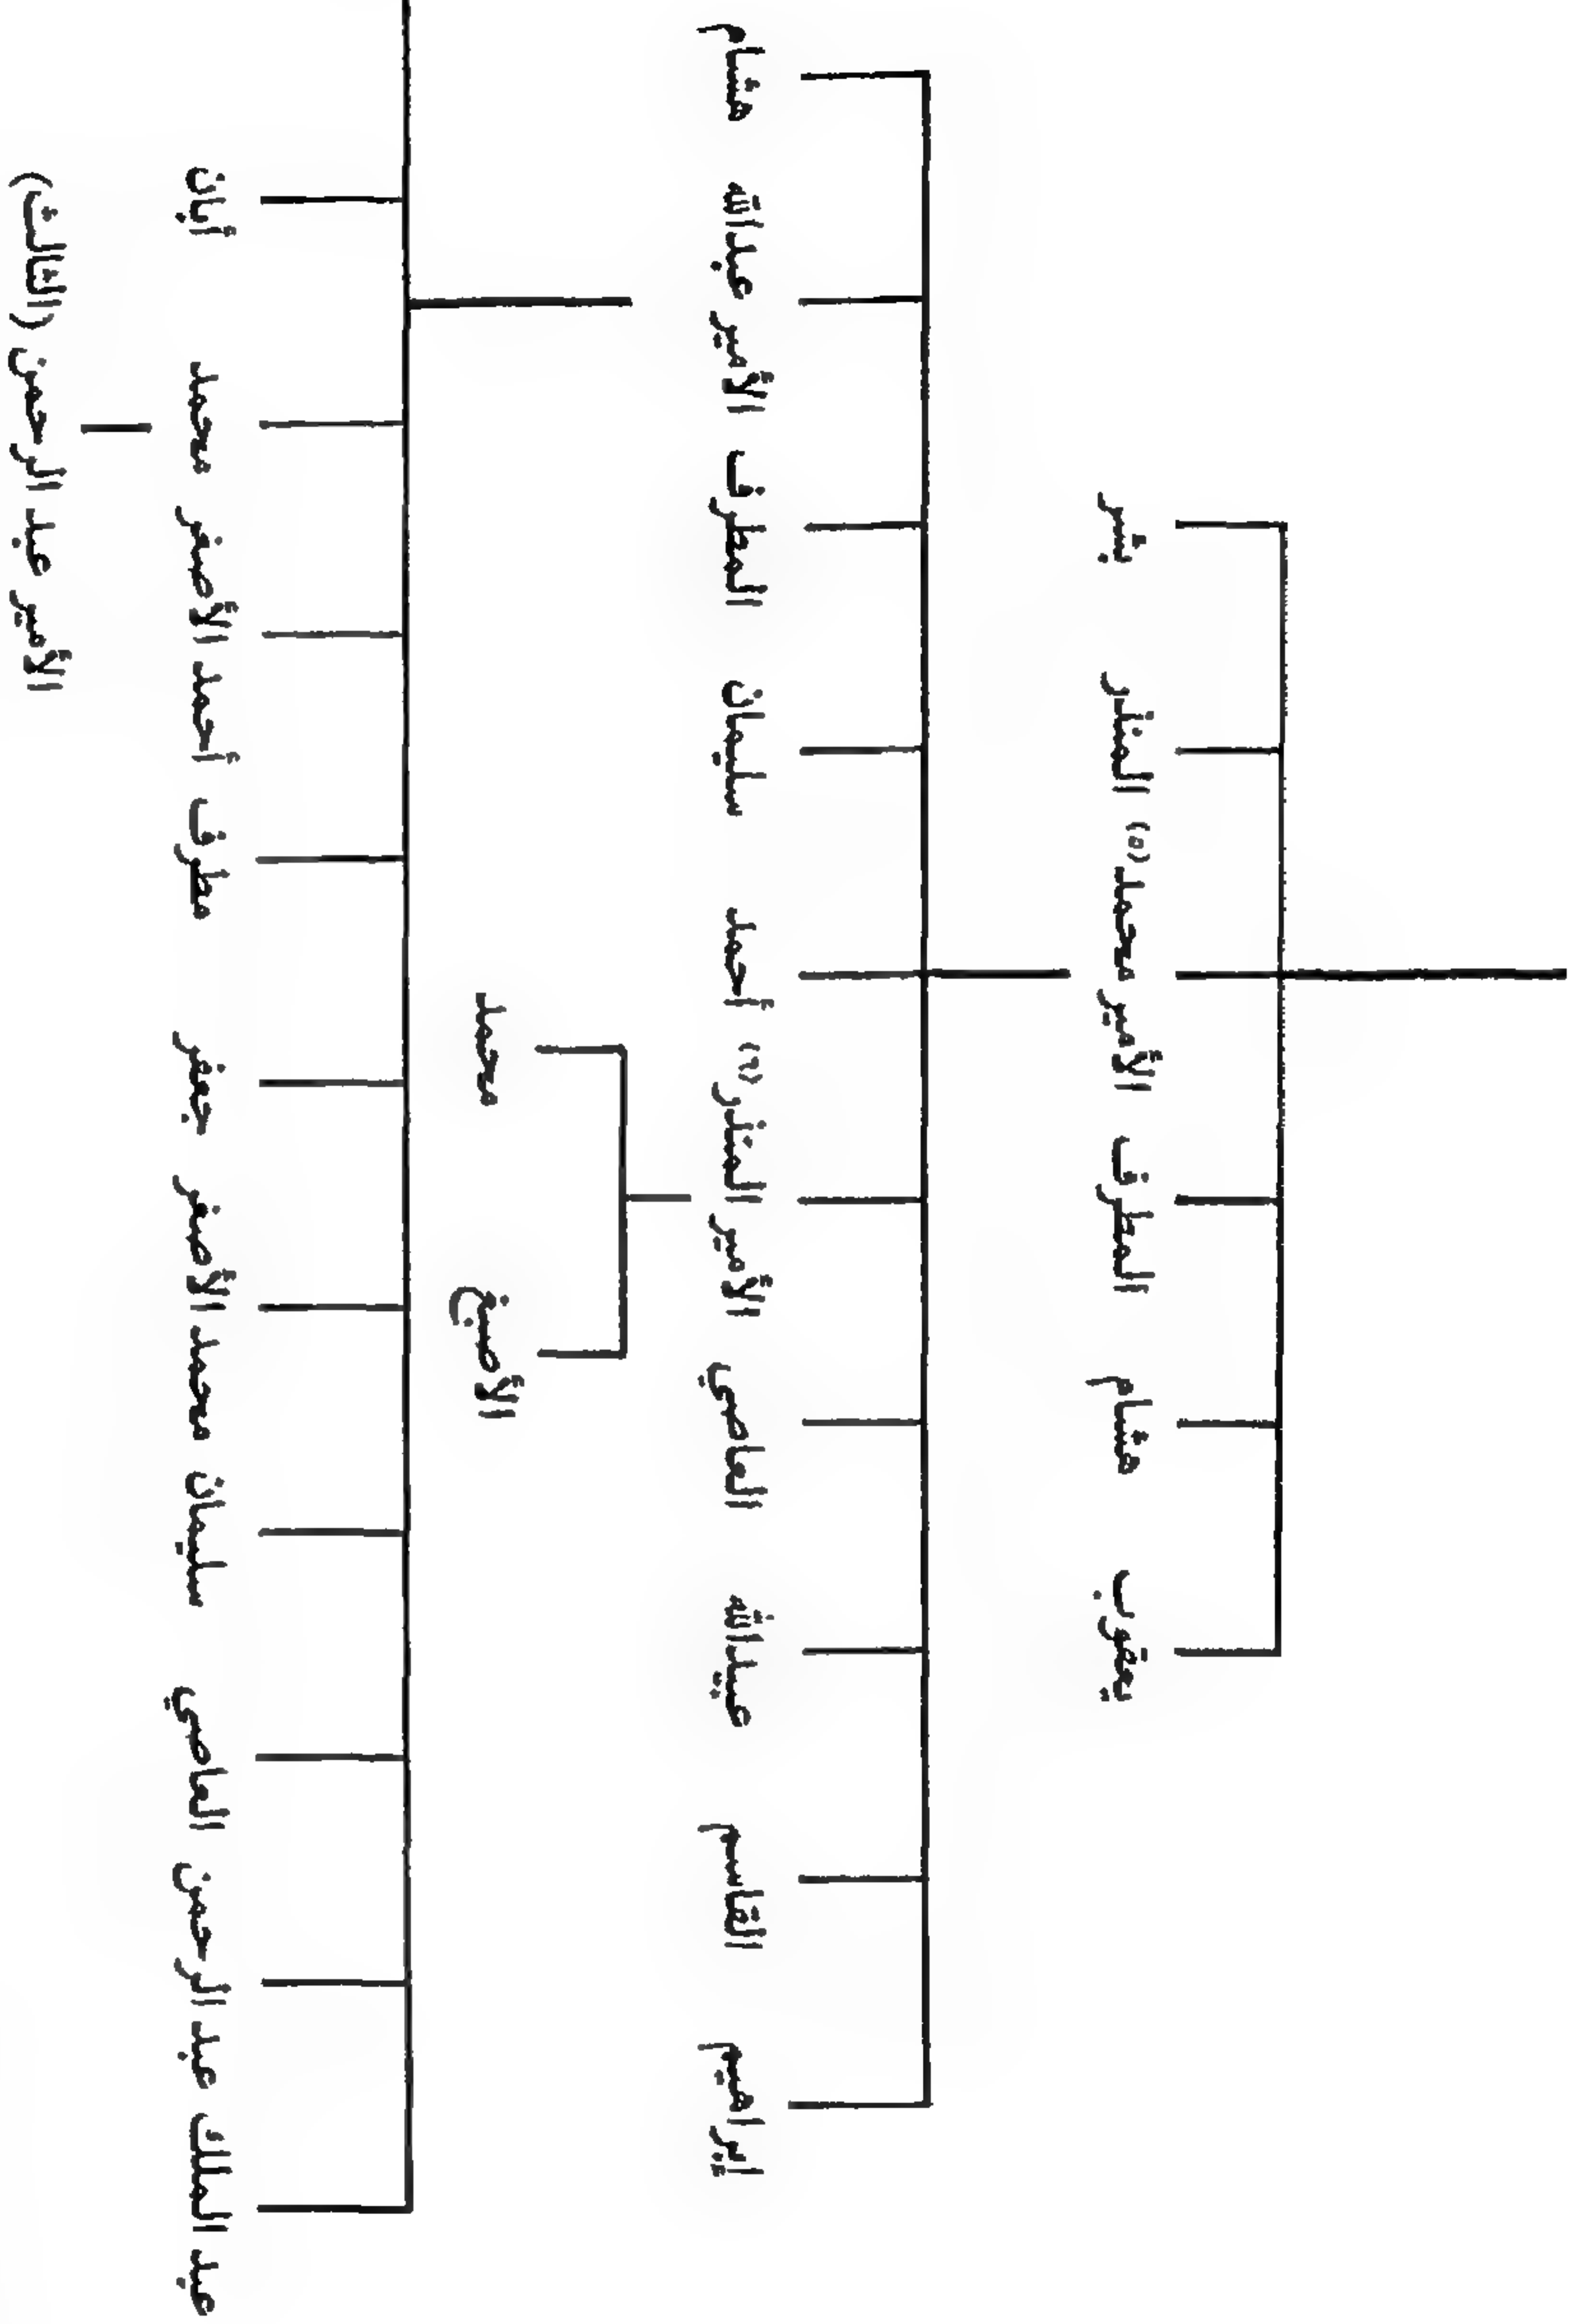 يعقوب هشام المطرف الأمير محمد (٥) المنذر بشر
ابراهيم القاسم عبيدالله العاصي الأمير المنذر (٦) أحمد سليمان المطرف الأمير عبدالله هشام
الأصبغ محمد
عبد الملك عبد الرحمن العاصي سليمان محمد الأصغر جعفر مطرف أحمد الأصغر محمد أبان
الأمير عبد الرحمن (الثالث)